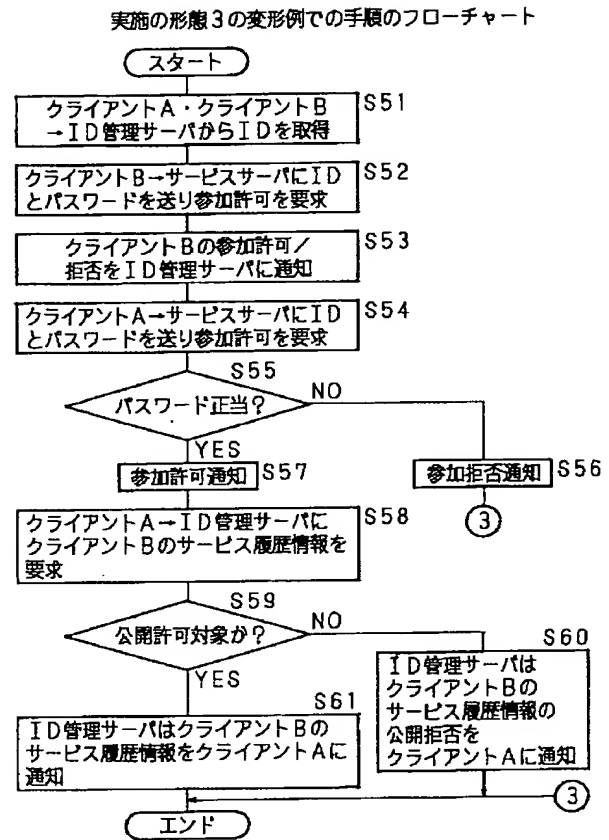 実施の形態3の変形例での手順のフローチャート
スタート
クライアントA・クライアントB
→ID管理サーバからIDを取得
S51
クライアントB→サービスサーバにID
とパスワードを送り参加許可を要求
S52
クライアントBの参加許可/
拒否をID管理サーバに通知
S53
クライアントA→サービスサーバにID
とパスワードを送り参加許可を要求
S54
S55
パスワード正当?
NO
YES
参加許可通知
S57
参加拒否通知
S56
3
クライアントA→ID管理サーバに
クライアントBのサービス履歴情報を
要求
S58
S59
公開許可対象か?
NO
YES
S60
ID管理サーバは
クライアントBの
サービス履歴情報の
公開拒否を
クライアントAに通知
S61
ID管理サーバはクライアントBの
サービス履歴情報をクライアントAに
通知
3
エンド